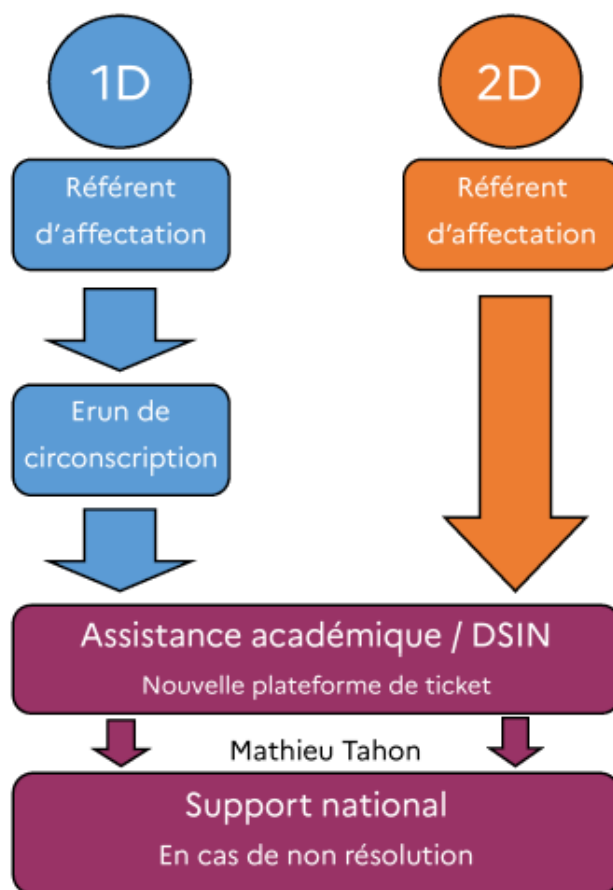 1D
2D
Référent
d'affectation
Référent
d'affectation
Erun de
circonscription
Assistance académique / DSIN
Nouvelle plateforme de ticket
Mathieu Tahon
Support national
En cas de non résolution